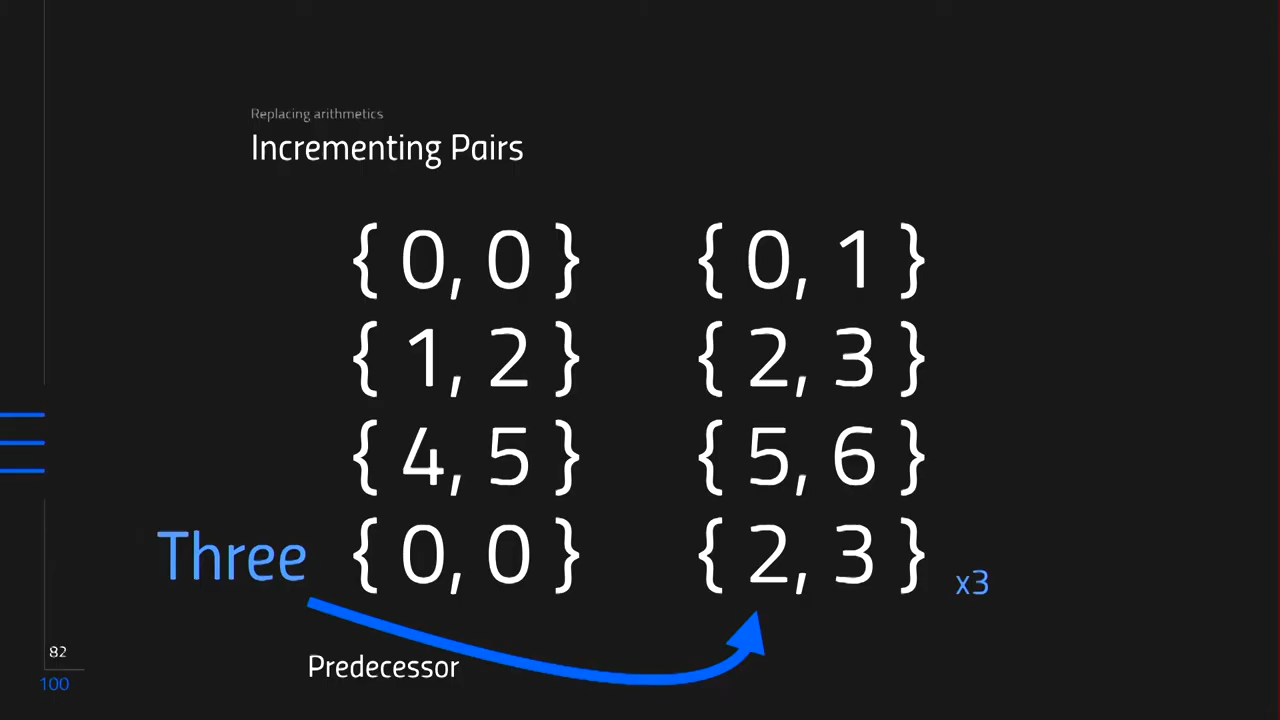 Replacing arithmetics
Incrementing Pairs
{ 0, 0 } { 0, 1 }
{ 1, 2 } { 2, 3 }
{ 4, 5 } { 5, 6 }
Three { 0, 0 } { 2, 3 } x3
Predecessor
82
100